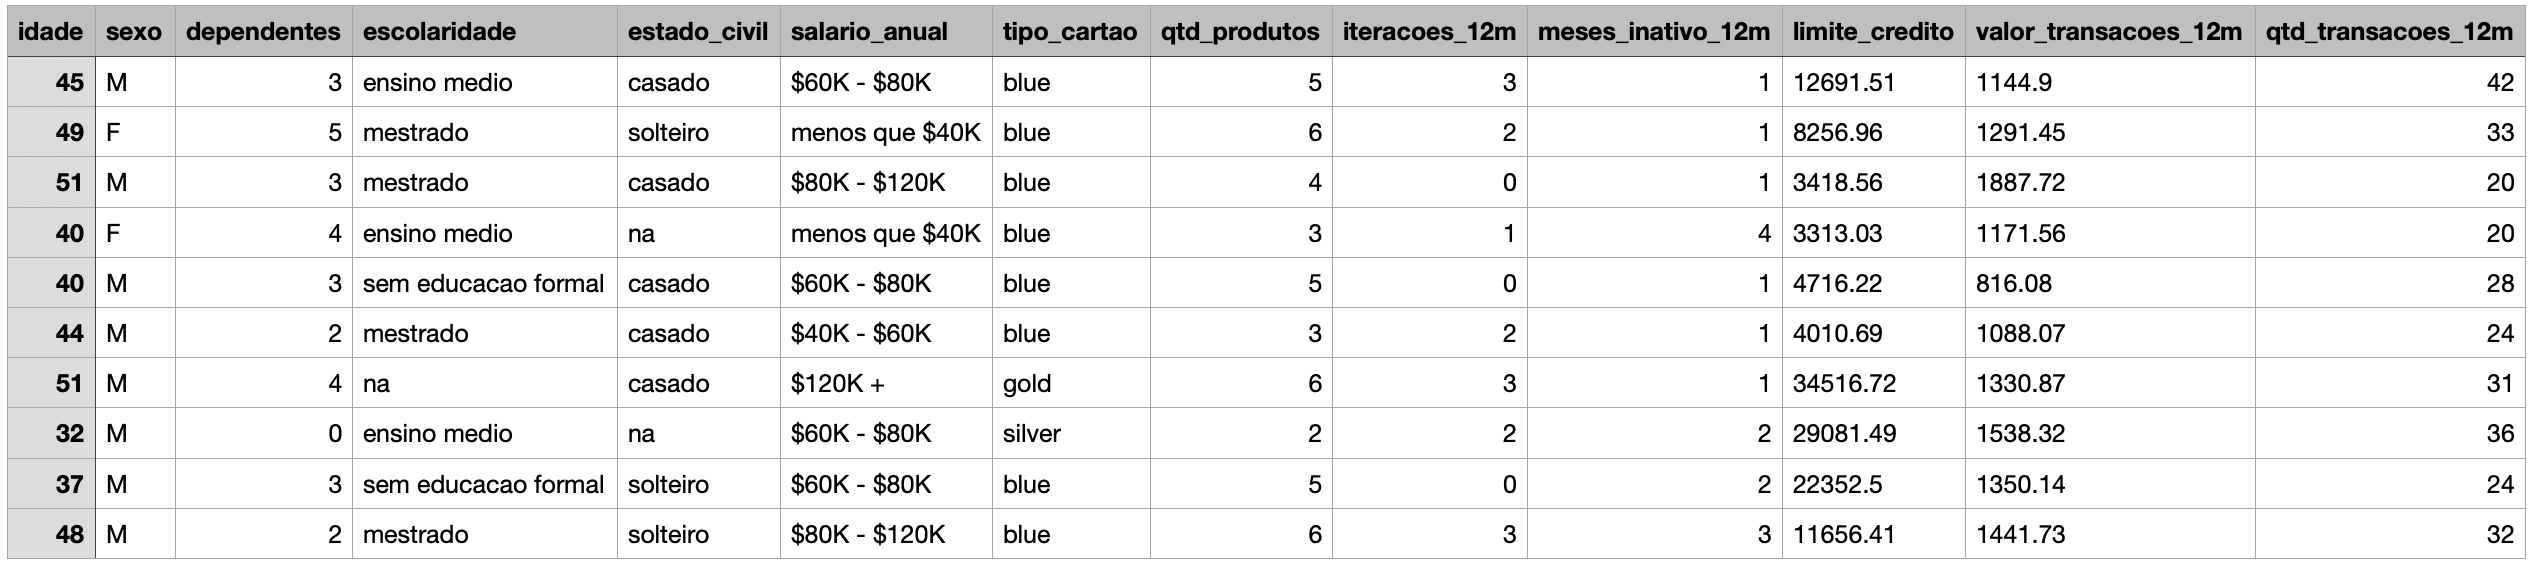 idade sexo dependentes escolaridade estado_civil salario_anual tipo_cartao qtd_produtos iteracoes_12m meses_inativo_12m limite_credito valor_transacoes_12m qtd_transacoes_12m
45 M 3 ensino medio casado $60K - $80K blue 5 3 1 12691.51 1144.9 42
49 F 5 mestrado solteiro menos que $40K blue 6 2 1 8256.96 1291.45 33
51 M 3 mestrado casado $80K - $120K blue 4 0 1 3418.56 1887.72 20
40 F 4 ensino medio na menos que $40K blue 3 1 4 3313.03 1171.56 20
40 M 3 sem educacao formal casado $60K - $80K blue 5 0 1 4716.22 816.08 28
44 M 2 mestrado casado $40K - $60K blue 3 2 1 4010.69 1088.07 24
51 M 4 na casado $120K + gold 6 3 1 34516.72 1330.87 31
32 M 0 ensino medio na $60K - $80K silver 2 2 2 29081.49 1538.32 36
37 M 3 sem educacao formal solteiro $60K - $80K blue 5 0 2 22352.5 1350.14 24
48 M 2 mestrado solteiro $80K - $120K blue 6 3 3 11656.41 1441.73 32